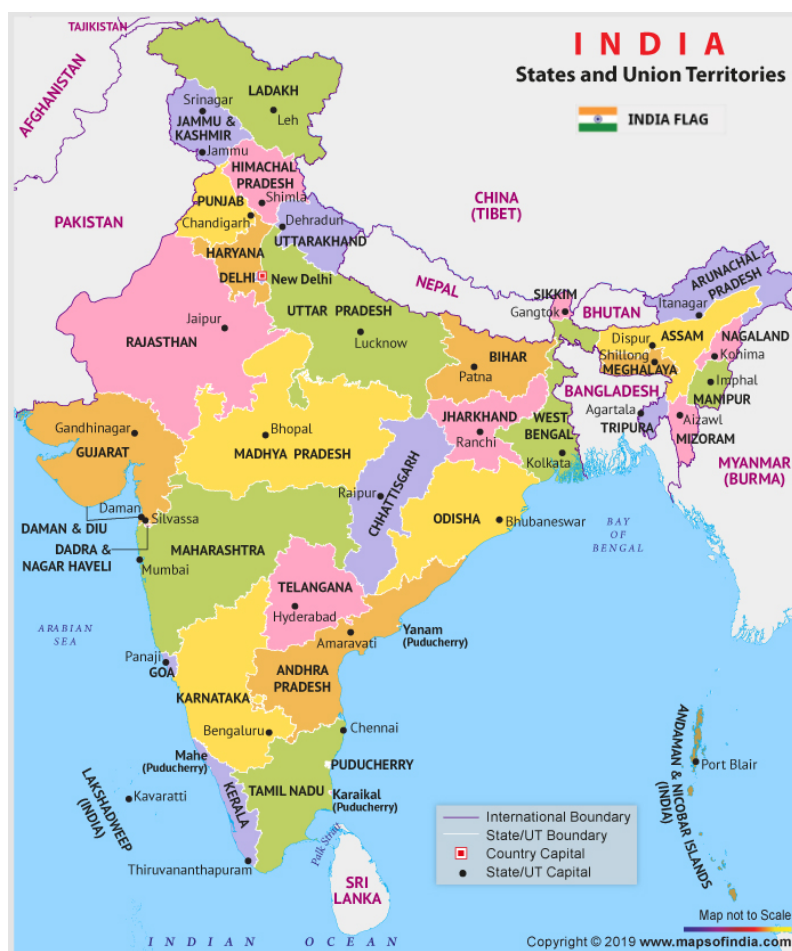 TAJIKISTAN
INDIA
States and Union Territories
INDIA FLAG
AFGHANISTAN
LADAKH
Srinagar
Leh
JAMMU &
KASHMIR
Jammu
HIMACHAL
PRADESH
Shimla
PUNJAB
Chandigarh
Dehradun
UTTARAKHAND
PAKISTAN
CHINA
(TIBET)
HARYANA
DELHI
New Delhi
NEPAL
SIKKIM
Gangtok
BHUTAN
ARUNACHAL
PRADESH
Itanagar
UTTAR PRADESH
Lucknow
Jaipur
RAJASTHAN
BIHAR
Patna
Dispur
ASSAM
NAGALAND
Shillong
MEGHALAYA
Kohima
BANGLADESH
Imphal
MANIPUR
Agartala
TRIPURA
Aizawl
MIZORAM
MYANMAR
(BURMA)
JHARKHAND
Ranchi
WEST
BENGAL
Kolkata
Gandhinagar
GUJARAT
Bhopal
MADHYA PRADESH
CHHATTISGARH
Raipur
ODISHA
Bhubaneswar
BAY
OF
BENGAL
Daman
Silvassa
DAMAN & DIU
DADRA &
NAGAR HAVELI
Mumbai
MAHARASHTRA
TELANGANA
Hyderabad
ARABIAN
SEA
Amaravati
Yanam
(Puducherry)
Panaji
GOA
KARNATAKA
ANDHRA
PRADESH
Bengaluru
Chennai
Mahe
(Puducherry)
PUDUCHERRY
TAMIL NADU
Karaikal
(Puducherry)
KERALA
LAKSHADWEEP
(INDIA)
Kavaratti
Thiruvananthapuram
Palk Strait
SRI
LANKA
ANDAMAN & NICOBAR ISLANDS
(INDIA)
Port Blair
International Boundary
State/UT Boundary
Country Capital
State/UT Capital
Map not to Scale
INDIAN OCEAN
Copyright © 2019 www.mapsofindia.com